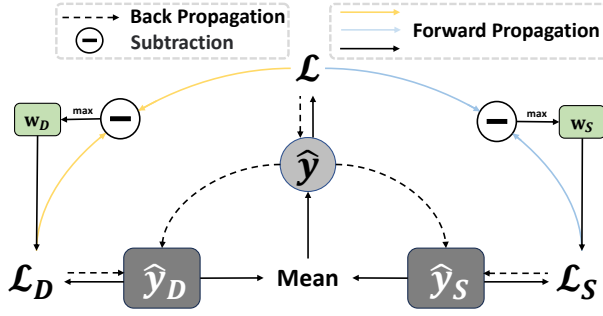 Back Propagation
Subtraction
Forward Propagation
ℒ
max
max
w_D
w_S
ŷ
ℒ_D
ŷ_D
Mean
ŷ_S
ℒ_S